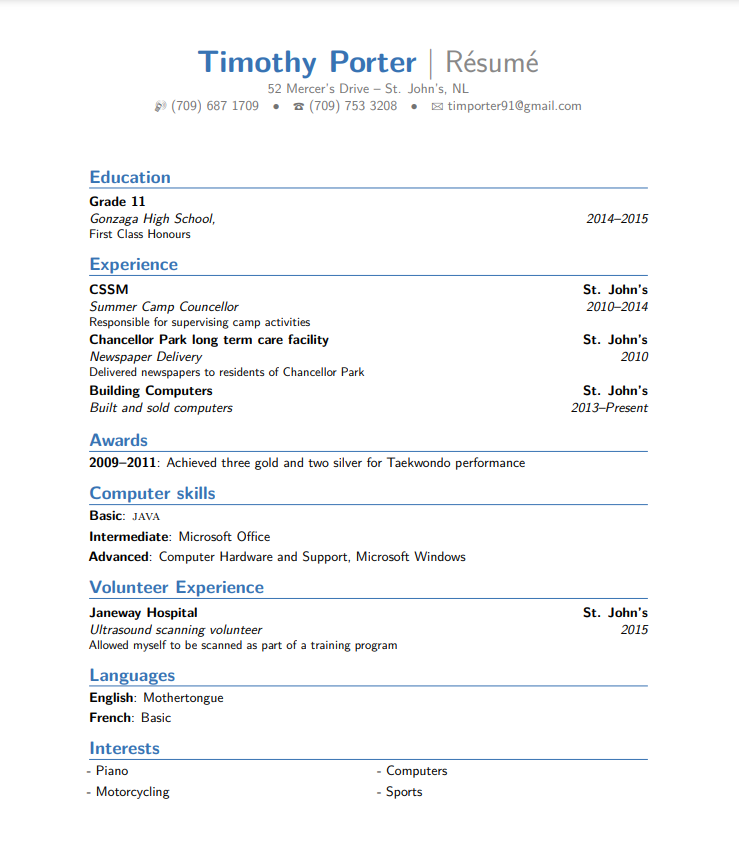 Timothy Porter | Résumé
52 Mercer's Drive – St. John's, NL
(709) 687 1709 • ☎ (709) 753 3208 • ✉ timporter91@gmail.com
Education
Grade 11
Gonzaga High School, 2014–2015
First Class Honours
Experience
CSSM St. John's
Summer Camp Councellor 2010–2014
Responsible for supervising camp activities
Chancellor Park long term care facility St. John's
Newspaper Delivery 2010
Delivered newspapers to residents of Chancellor Park
Building Computers St. John's
Built and sold computers 2013–Present
Awards
2009–2011: Achieved three gold and two silver for Taekwondo performance
Computer skills
Basic: JAVA
Intermediate: Microsoft Office
Advanced: Computer Hardware and Support, Microsoft Windows
Volunteer Experience
Janeway Hospital St. John's
Ultrasound scanning volunteer 2015
Allowed myself to be scanned as part of a training program
Languages
English: Mothertongue
French: Basic
Interests
- Piano - Computers
- Motorcycling - Sports